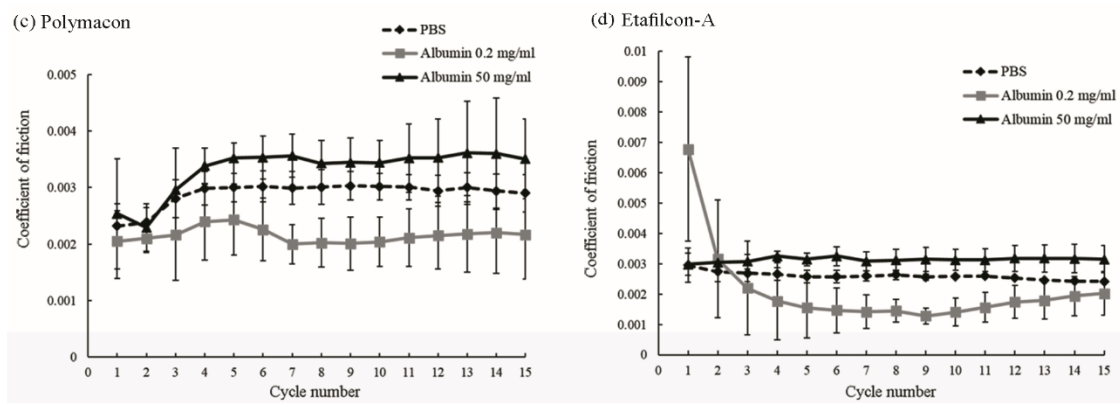 (c) Polymacon
PBS
Albumin 0.2 mg/ml
Albumin 50 mg/ml
0.005
0.004
0.003
0.002
0.001
0
Coefficient of friction
0 1 2 3 4 5 6 7 8 9 10 11 12 13 14 15
Cycle number
(d) Etafilcon-A
PBS
Albumin 0.2 mg/ml
Albumin 50 mg/ml
0.01
0.009
0.008
0.007
0.006
0.005
0.004
0.003
0.002
0.001
0
Coefficient of friction
0 1 2 3 4 5 6 7 8 9 10 11 12 13 14 15
Cycle number